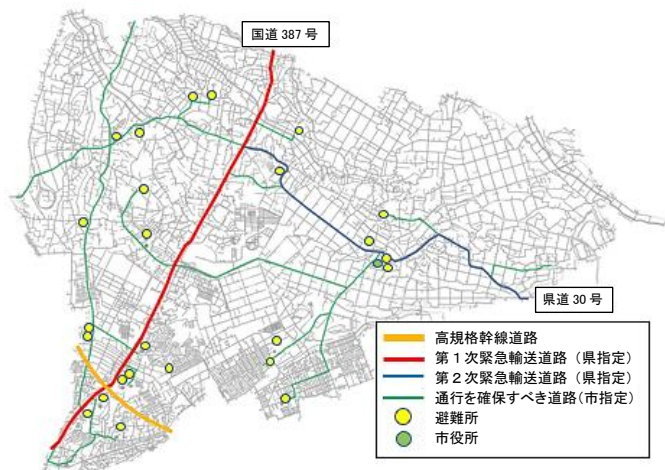 国道 387 号
県道 30 号
高規格幹線道路
第1次緊急輸送道路（県指定）
第2次緊急輸送道路（県指定）
通行を確保すべき道路（市指定）
避難所
市役所